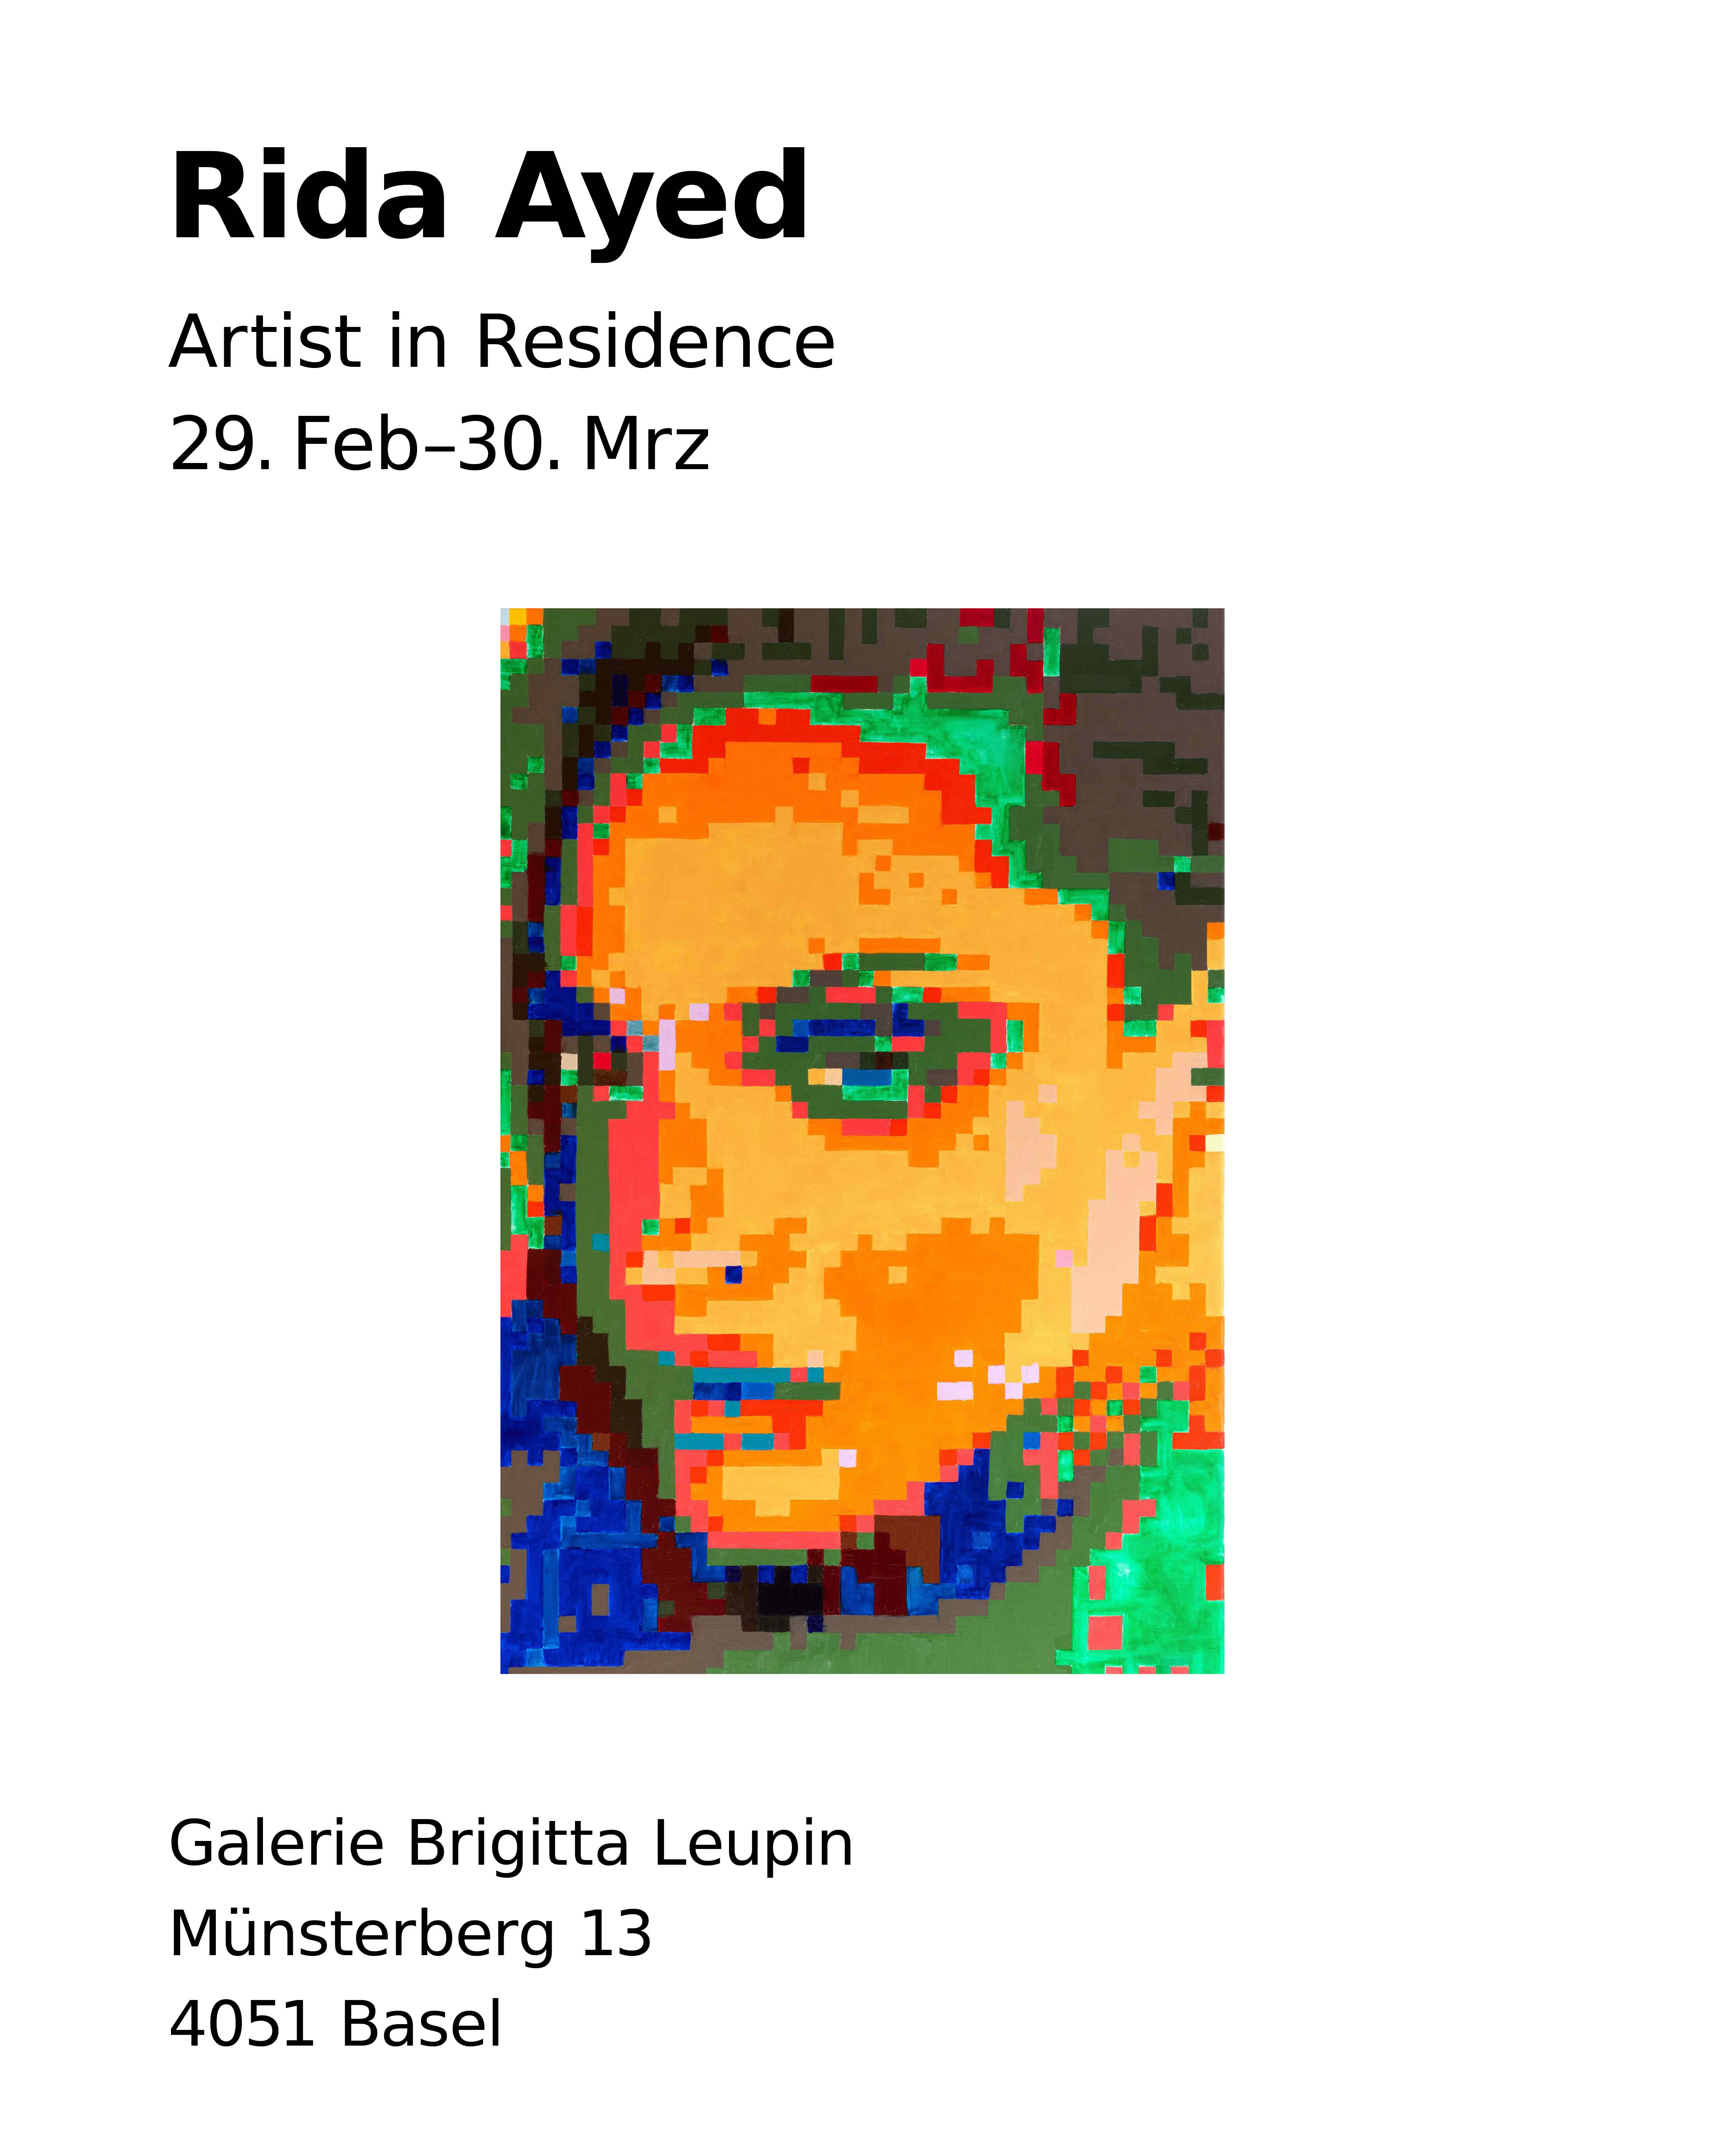 Rida Ayed
Artist in Residence
29. Feb–30. Mrz
Galerie Brigitta Leupin
Münsterberg 13
4051 Basel